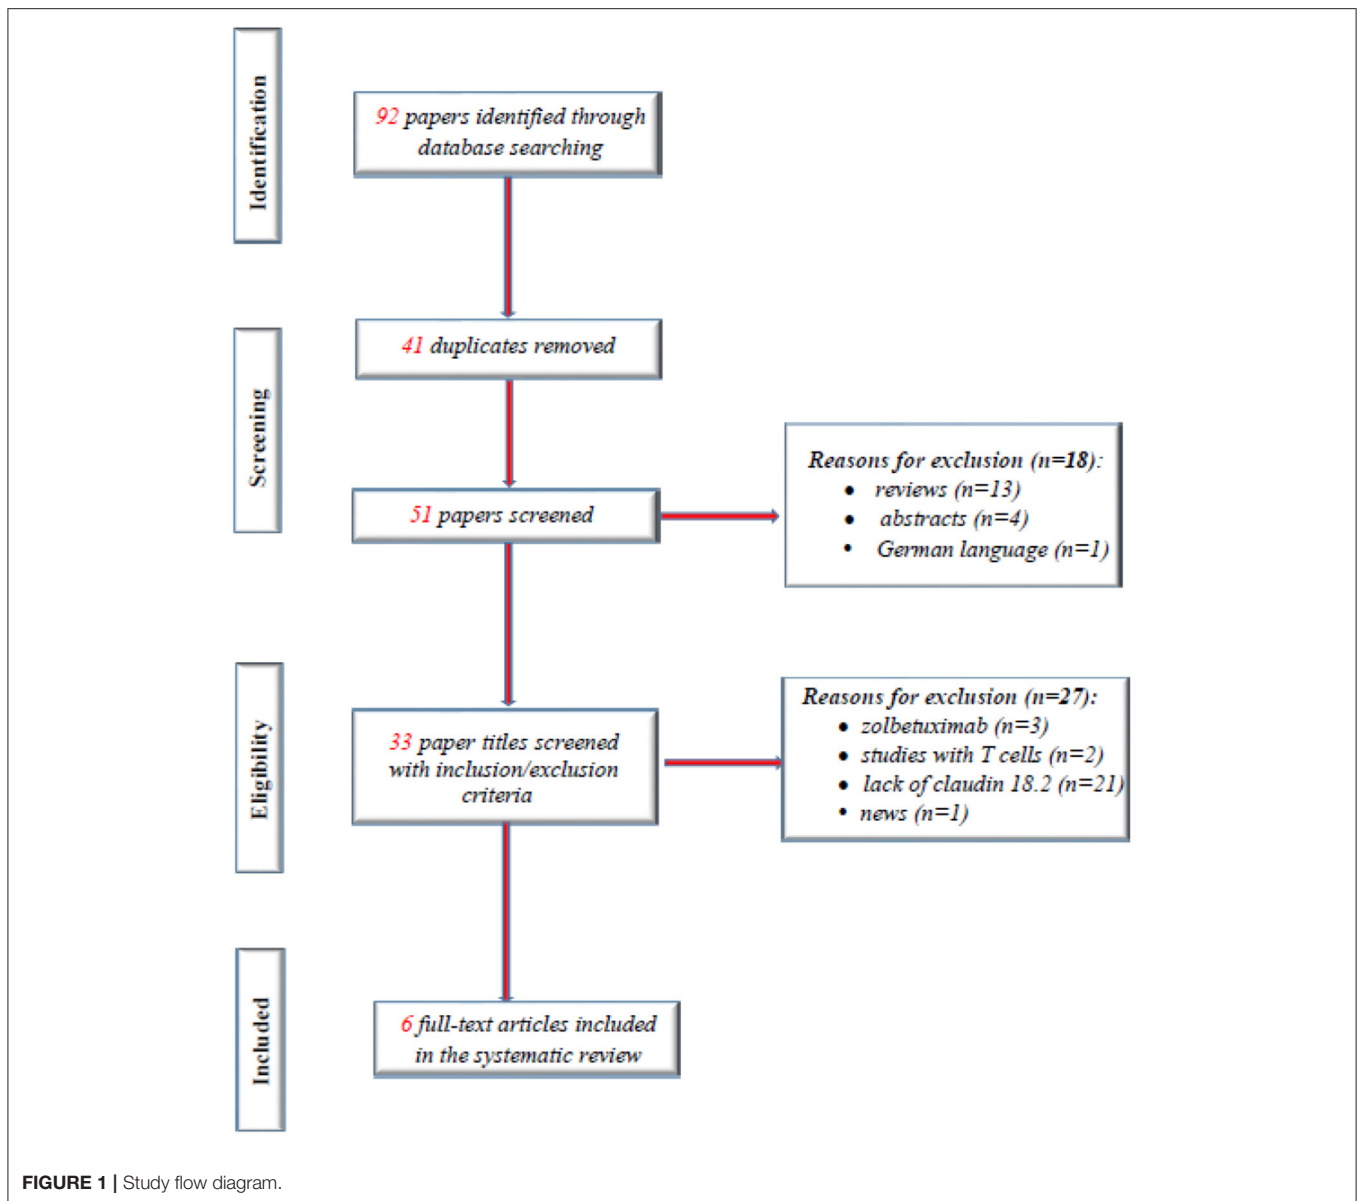 Identification
92 papers identified through
database searching
Screening
41 duplicates removed
51 papers screened
Reasons for exclusion (n=18):
• reviews (n=13)
• abstracts (n=4)
• German language (n=1)
Eligibility
33 paper titles screened
with inclusion/exclusion
criteria
Reasons for exclusion (n=27):
• zolbetuximab (n=3)
• studies with T cells (n=2)
• lack of claudin 18.2 (n=21)
• news (n=1)
Included
6 full-text articles included
in the systematic review
FIGURE 1 | Study flow diagram.